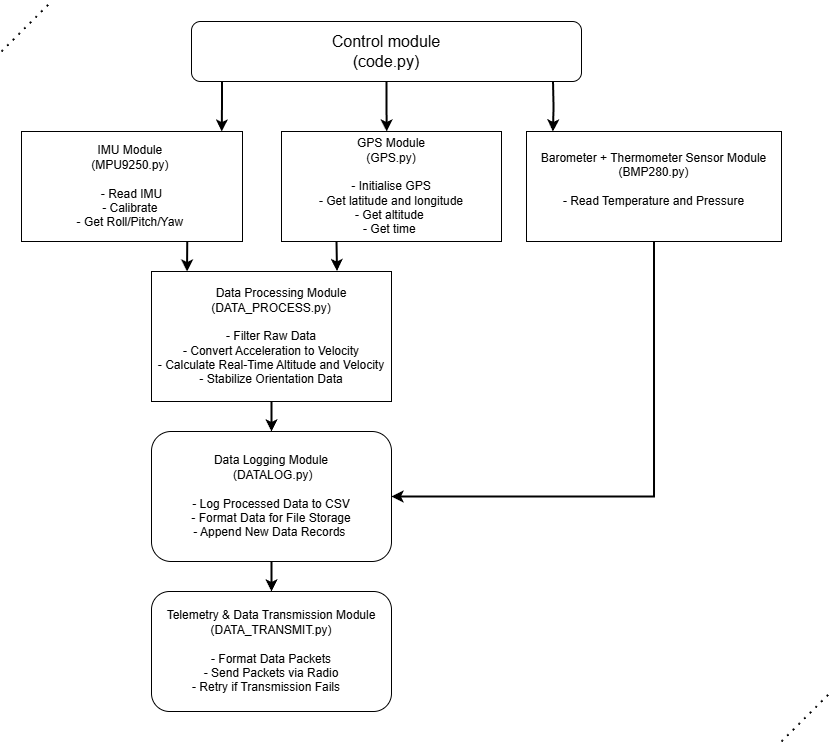 Control module
(code.py)
IMU Module
(MPU9250.py)
- Read IMU
- Calibrate
- Get Roll/Pitch/Yaw
GPS Module
(GPS.py)
- Initialise GPS
- Get latitude and longitude
- Get altitude
- Get time
Barometer + Thermometer Sensor Module
(BMP280.py)
- Read Temperature and Pressure
Data Processing Module
(DATA_PROCESS.py)
- Filter Raw Data
- Convert Acceleration to Velocity
- Calculate Real-Time Altitude and Velocity
- Stabilize Orientation Data
Data Logging Module
(DATALOG.py)
- Log Processed Data to CSV
- Format Data for File Storage
- Append New Data Records
Telemetry & Data Transmission Module
(DATA_TRANSMIT.py)
- Format Data Packets
- Send Packets via Radio
- Retry if Transmission Fails